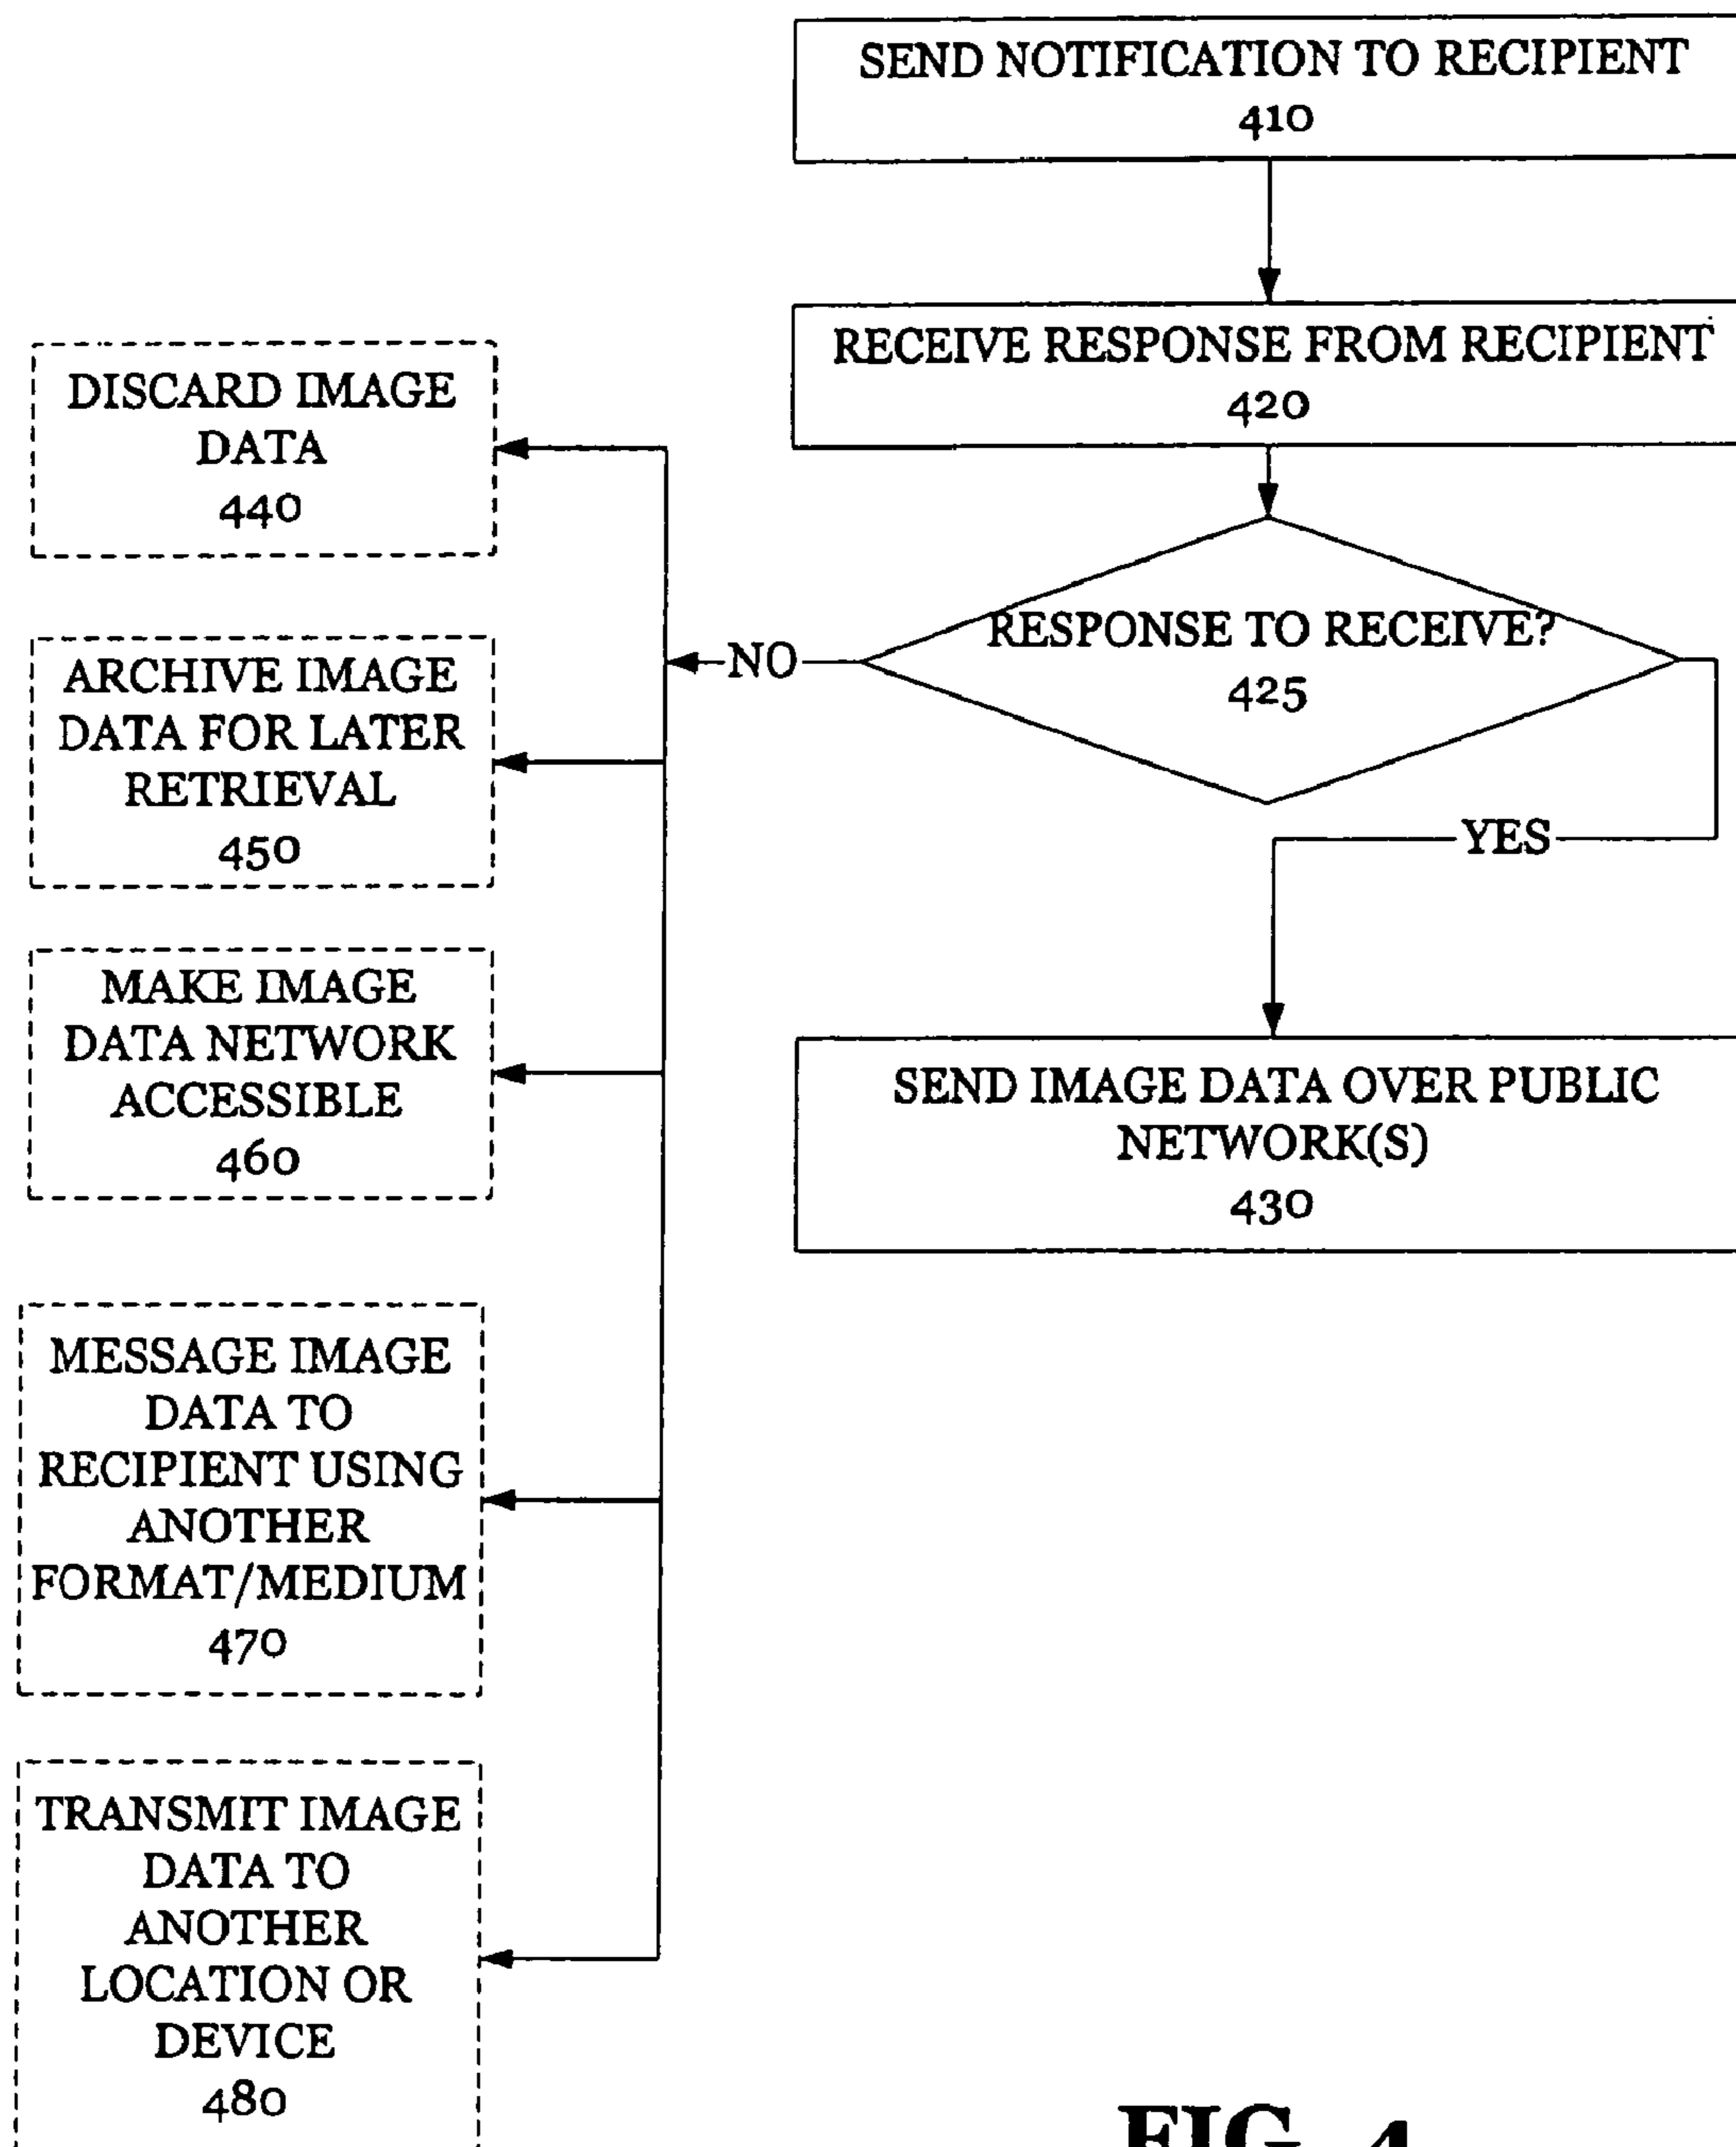 SEND NOTIFICATION TO RECIPIENT
410
RECEIVE RESPONSE FROM RECIPIENT
420
RESPONSE TO RECEIVE?
425
NO
YES
SEND IMAGE DATA OVER PUBLIC
NETWORK(S)
430
DISCARD IMAGE
DATA
440
ARCHIVE IMAGE
DATA FOR LATER
RETRIEVAL
450
MAKE IMAGE
DATA NETWORK
ACCESSIBLE
460
MESSAGE IMAGE
DATA TO
RECIPIENT USING
ANOTHER
FORMAT/MEDIUM
470
TRANSMIT IMAGE
DATA TO
ANOTHER
LOCATION OR
DEVICE
480
FIG. 4